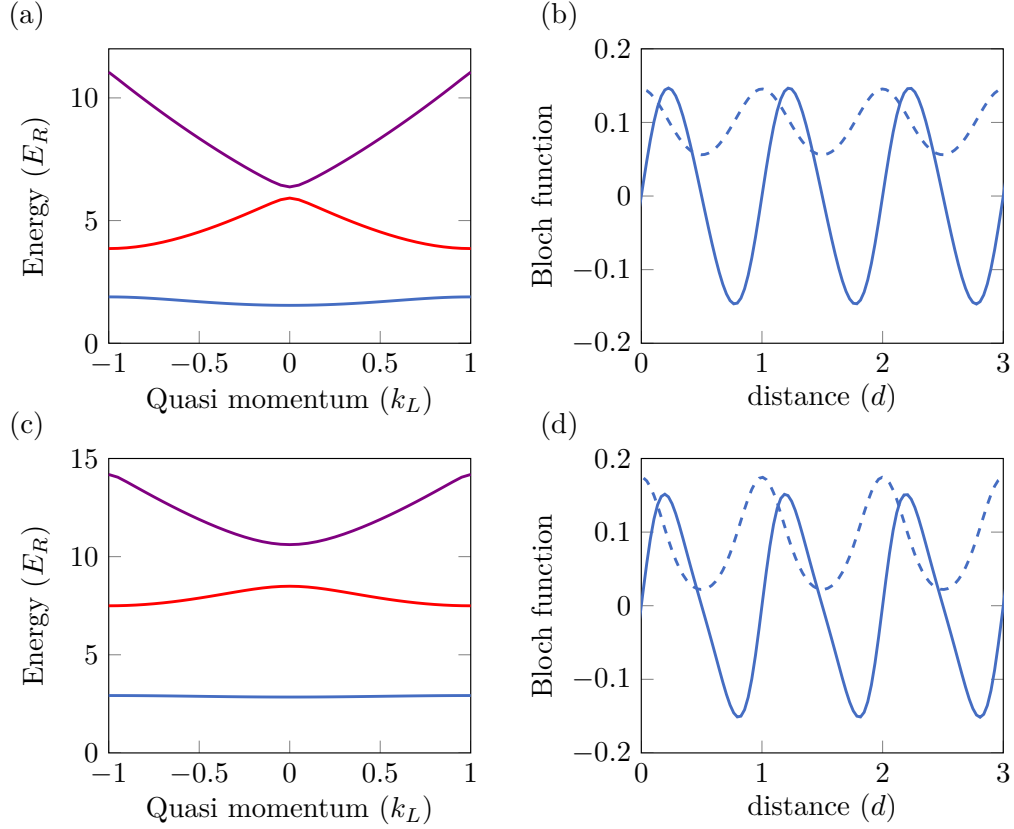 (a)
Energy (E_R)
10
5
0
−1 −0.5 0 0.5 1
Quasi momentum (k_L)
(b)
Bloch function
0.2
0.1
0
−0.1
−0.2
0 1 2 3
distance (d)
(c)
Energy (E_R)
15
10
5
0
−1 −0.5 0 0.5 1
Quasi momentum (k_L)
(d)
Bloch function
0.2
0.1
0
−0.1
−0.2
0 1 2 3
distance (d)